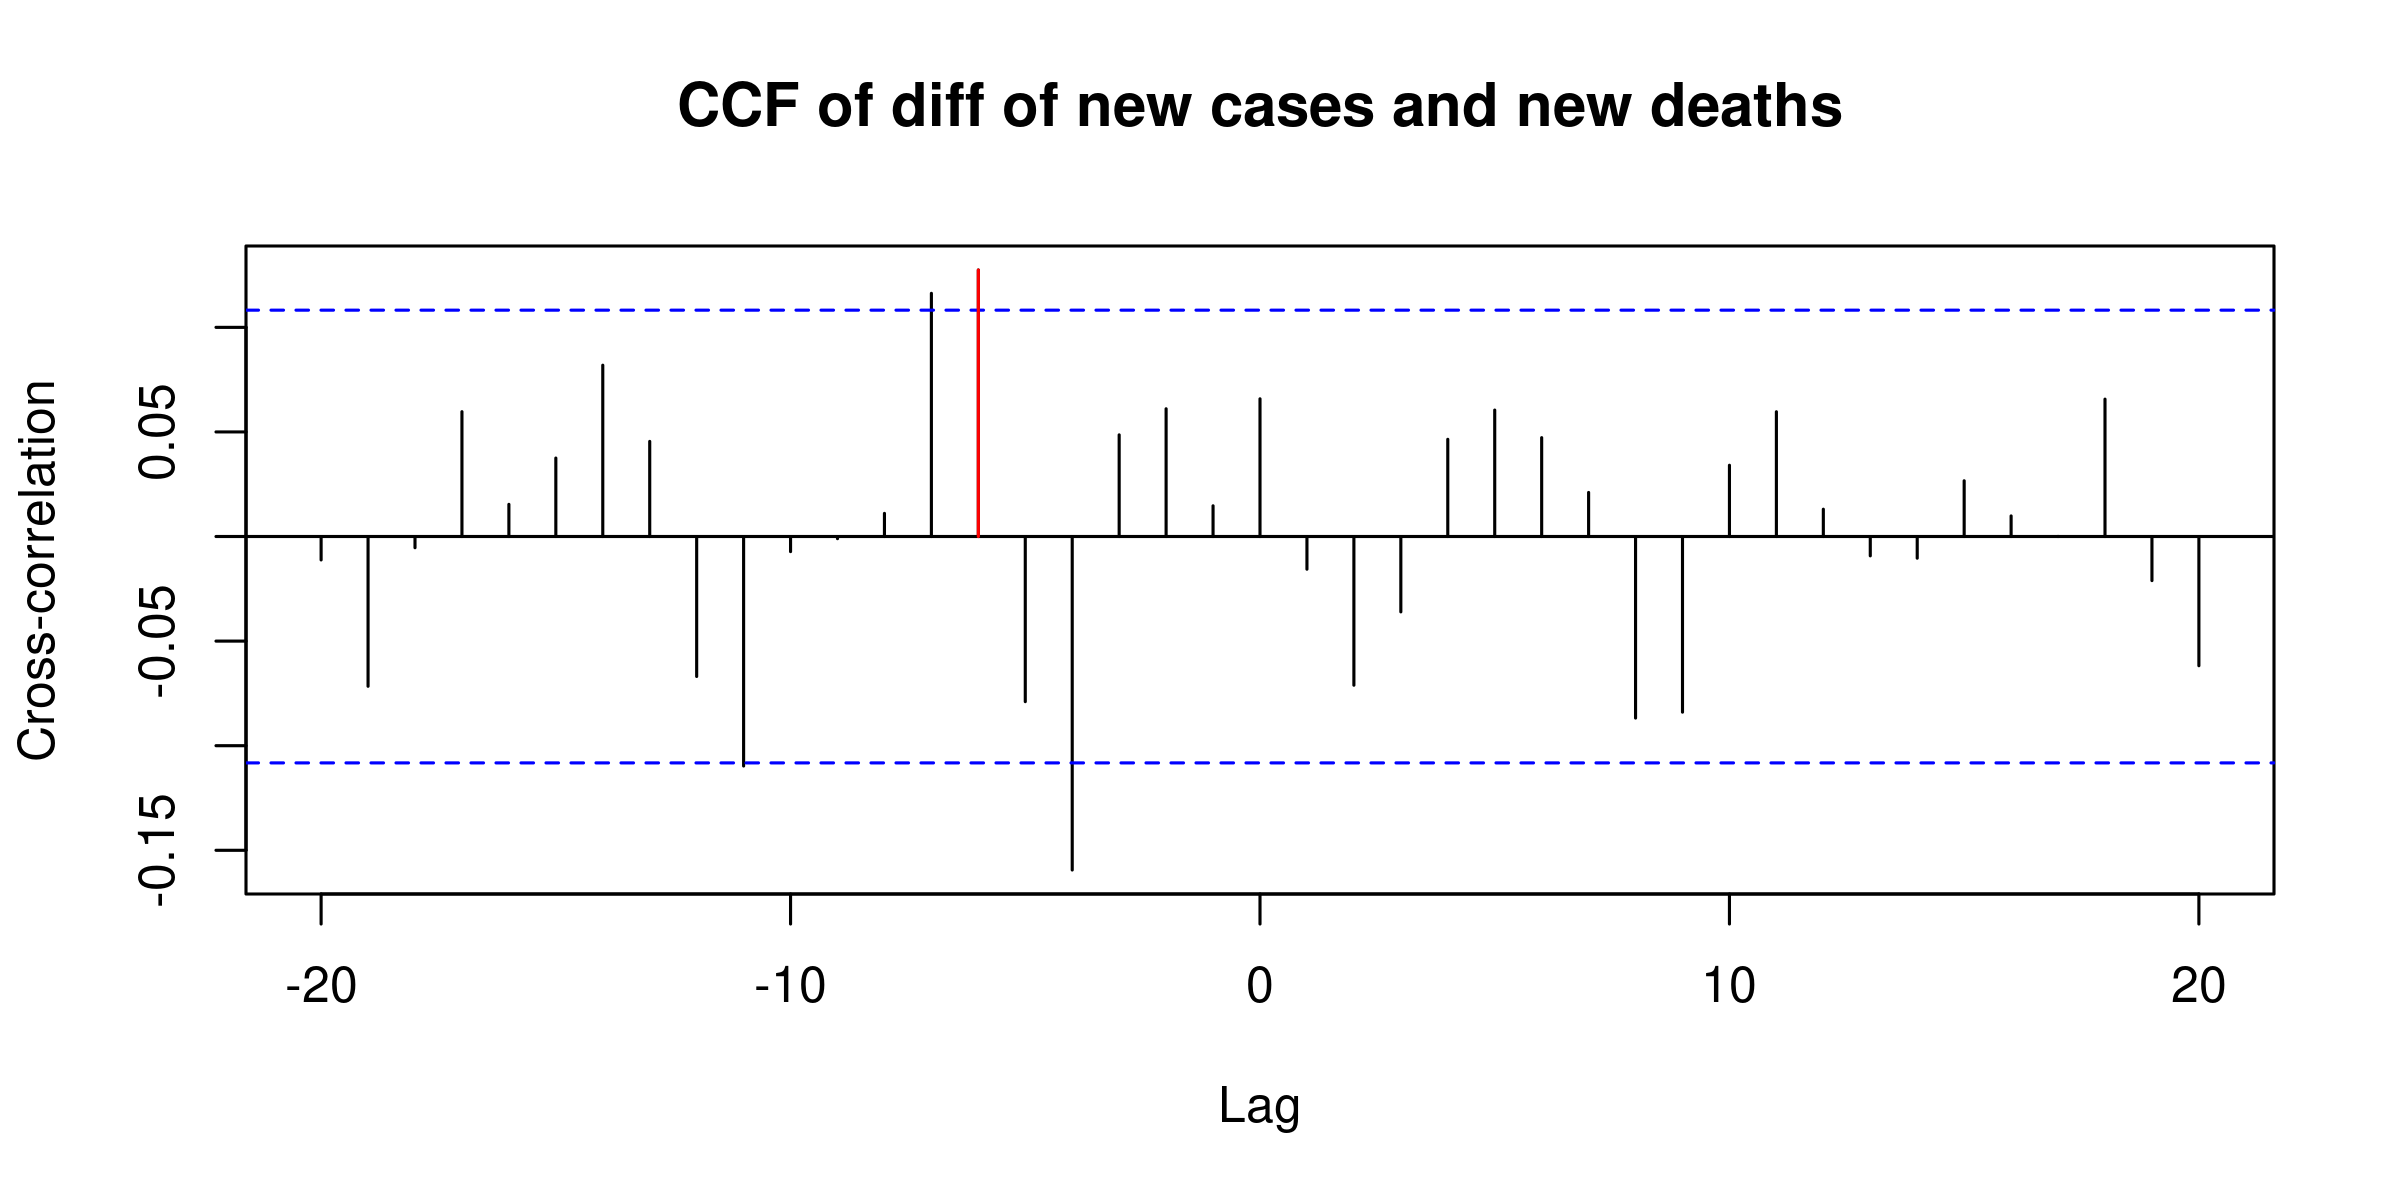 CCF of diff of new cases and new deaths
Cross-correlation
0.05
-0.05
-0.15
-20 -10 0 10 20
Lag